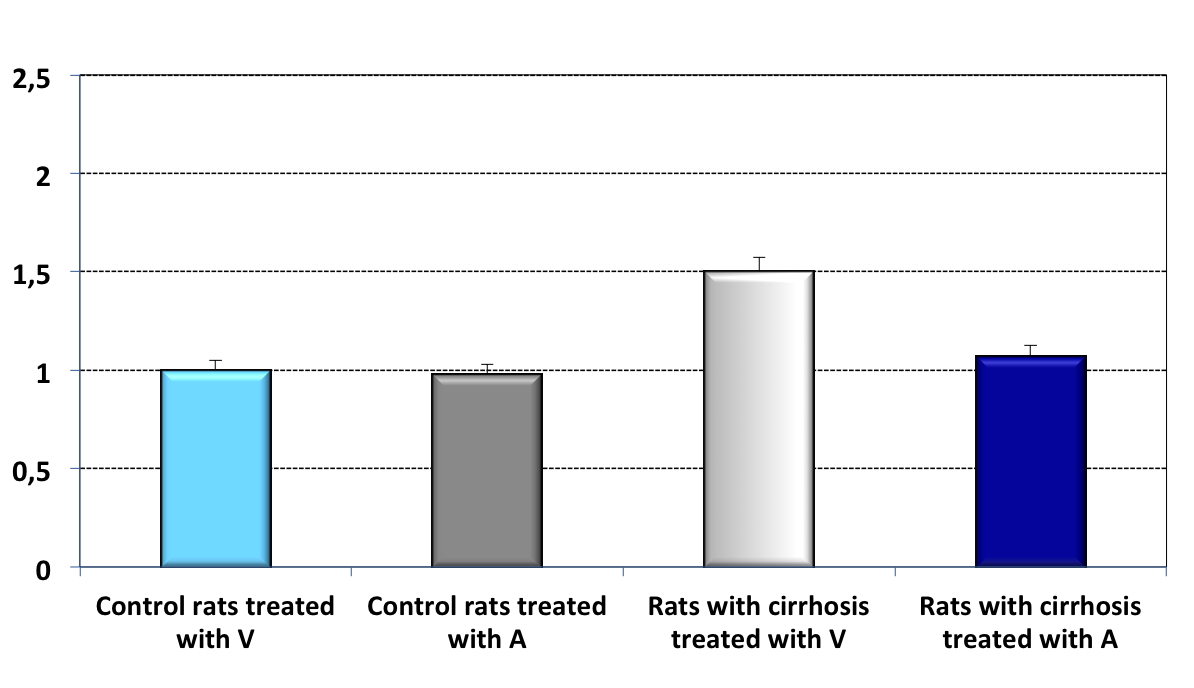 2,5
2
1,5
1
0,5
0
Control rats treated
with V
Control rats treated
with A
Rats with cirrhosis
treated with V
Rats with cirrhosis
treated with A